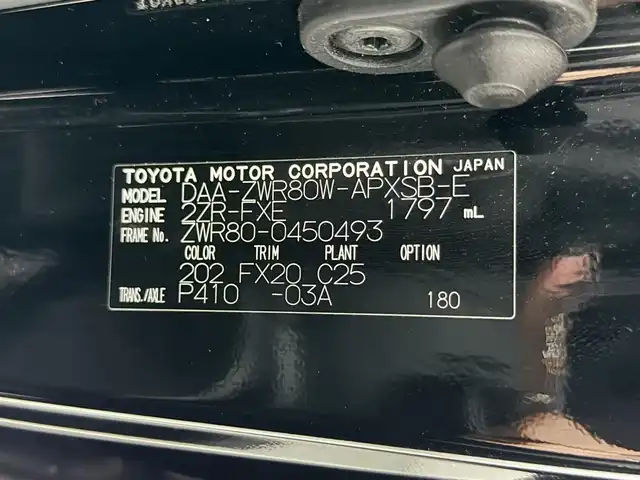 TOYOTA MOTOR CORPORATION JAPAN
MODEL DAA-ZWR80W-APXSB-E
ENGINE 2ZR-FXE 1797 mL
FRAME No. ZWR80-0450493
COLOR TRIM PLANT OPTION
202 FX20 C25
TRANS./AXLE P410 -03A 180